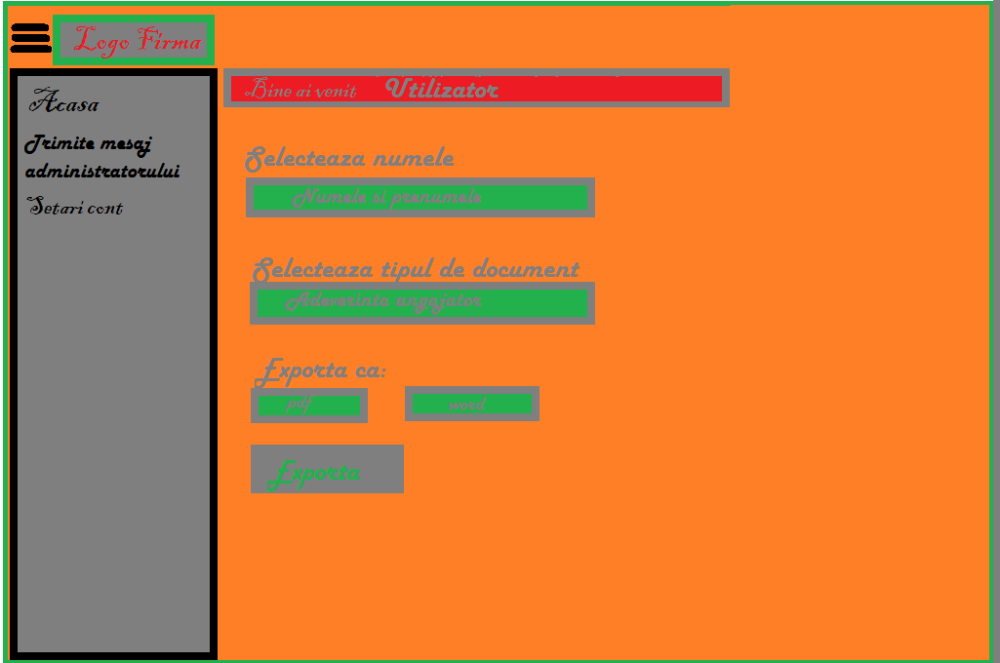 Logo Firma
Acasa
Trimite mesaj
administratorului
Setari cont
Bine ai venit Utilizator
Selecteaza numele
Numele si prenumele
Selecteaza tipul de document
Adeverinta angajator
Exporta ca:
pdf word
Exporta